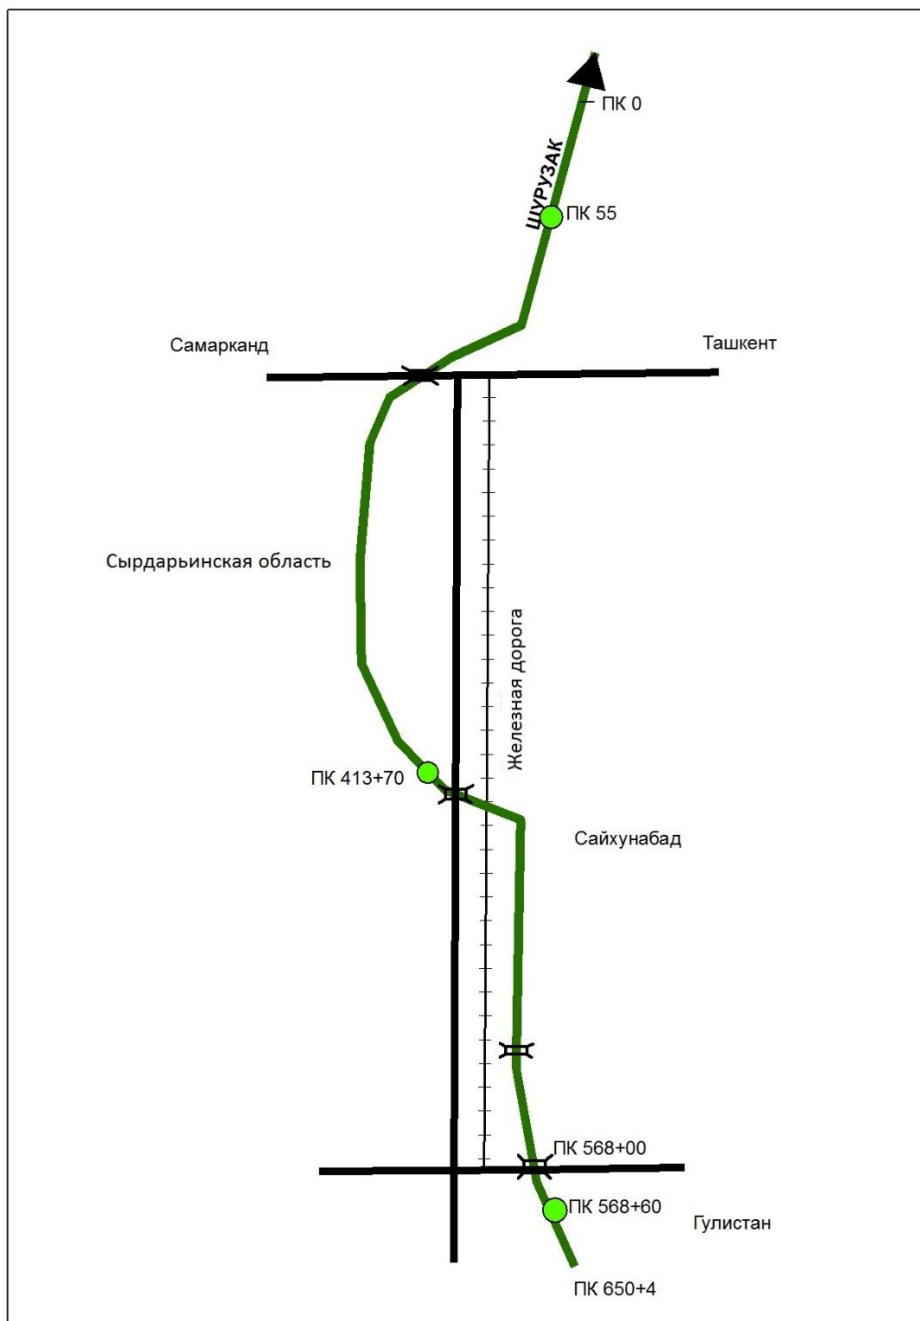 ПК 0
ШУРУЗАК
ПК 55
Самарканд
Ташкент
Сырдарьинская область
Железная дорога
ПК 413+70
Сайхунабад
ПК 568+00
ПК 568+60
Гулистан
ПК 650+4